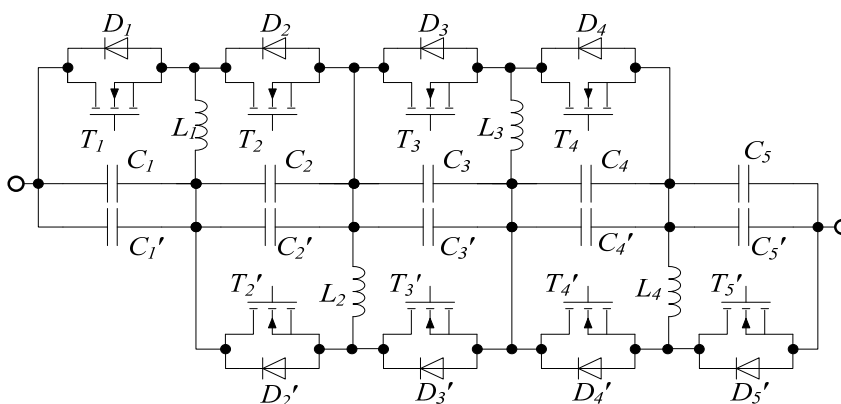 D1 D2 D3 D4
T1 L1 T2 T3 L3 T4
C1 C2 C3 C4 C5
C1′ C2′ C3′ C4′ C5′
T2′ L2 T3′ T4′ L4 T5′
D2′ D3′ D4′ D5′